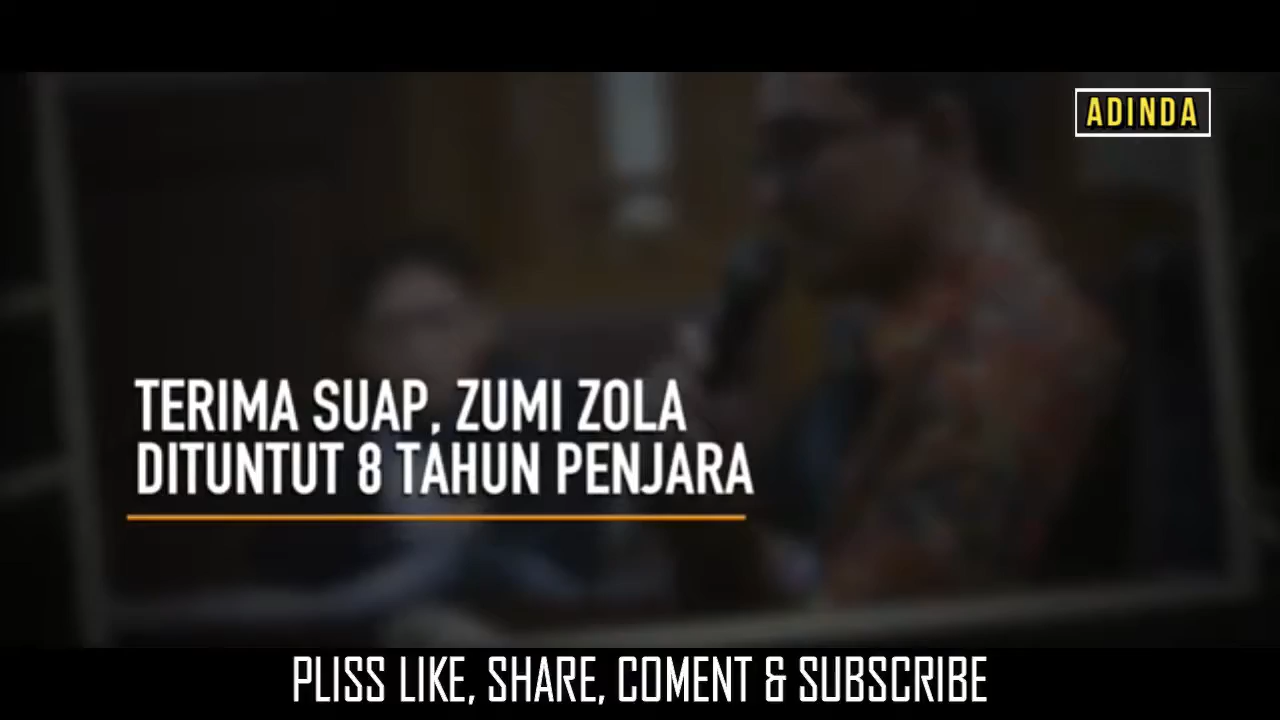 ADINDA
TERIMA SUAP, ZUMI ZOLA
DITUNTUT 8 TAHUN PENJARA
PLISS LIKE, SHARE, COMENT & SUBSCRIBE